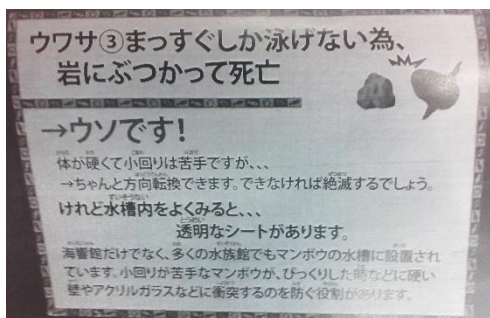 ウワサ③まっすぐしか泳げない為、
岩にぶつかって死亡
→ウソです!
体が硬くて小回りは苦手ですが、、、
→ちゃんと方向転換できます。できなければ絶滅するでしょう。
けれど水槽内をよくみると、、、
透明なシートがあります。
海響館だけでなく、多くの水族館でもマンボウの水槽に設置され
ています。小回りが苦手なマンボウが、びっくりした時などに硬い
壁やアクリルガラスなどに衝突するのを防ぐ役割があります。